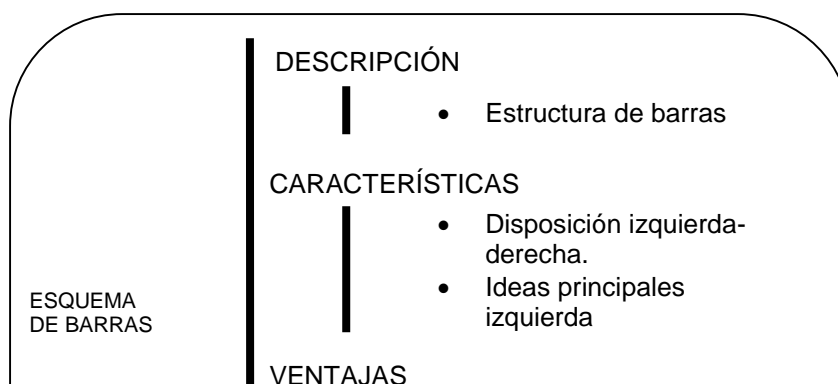 DESCRIPCIÓN
• Estructura de barras
CARACTERÍSTICAS
• Disposición izquierda-
derecha.
• Ideas principales
izquierda
ESQUEMA
DE BARRAS
VENTAJAS